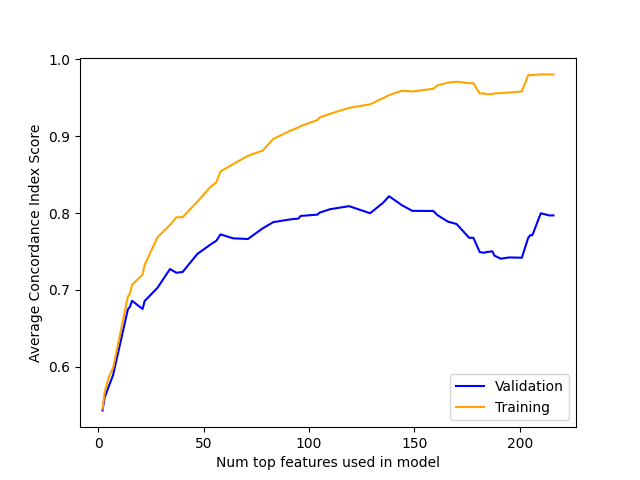 1.0
0.9
0.8
0.7
0.6
Average Concordance Index Score
0
50
100
150
200
Num top features used in model
Validation
Training